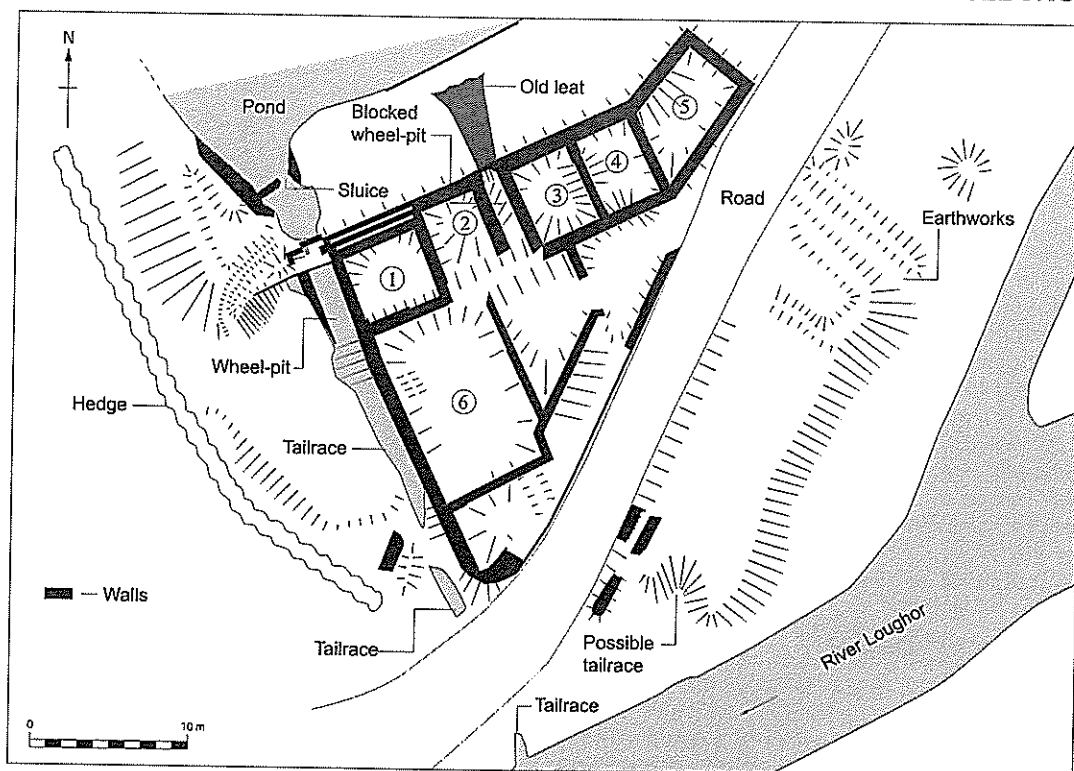 N
Pond
Blocked
wheel-pit
Old leat
Sluice
5
4
3
2
1
6
Road
Earthworks
Wheel-pit
Hedge
Tailrace
Walls
Tailrace
Possible
tailrace
River Loughor
Tailrace
0
10 m